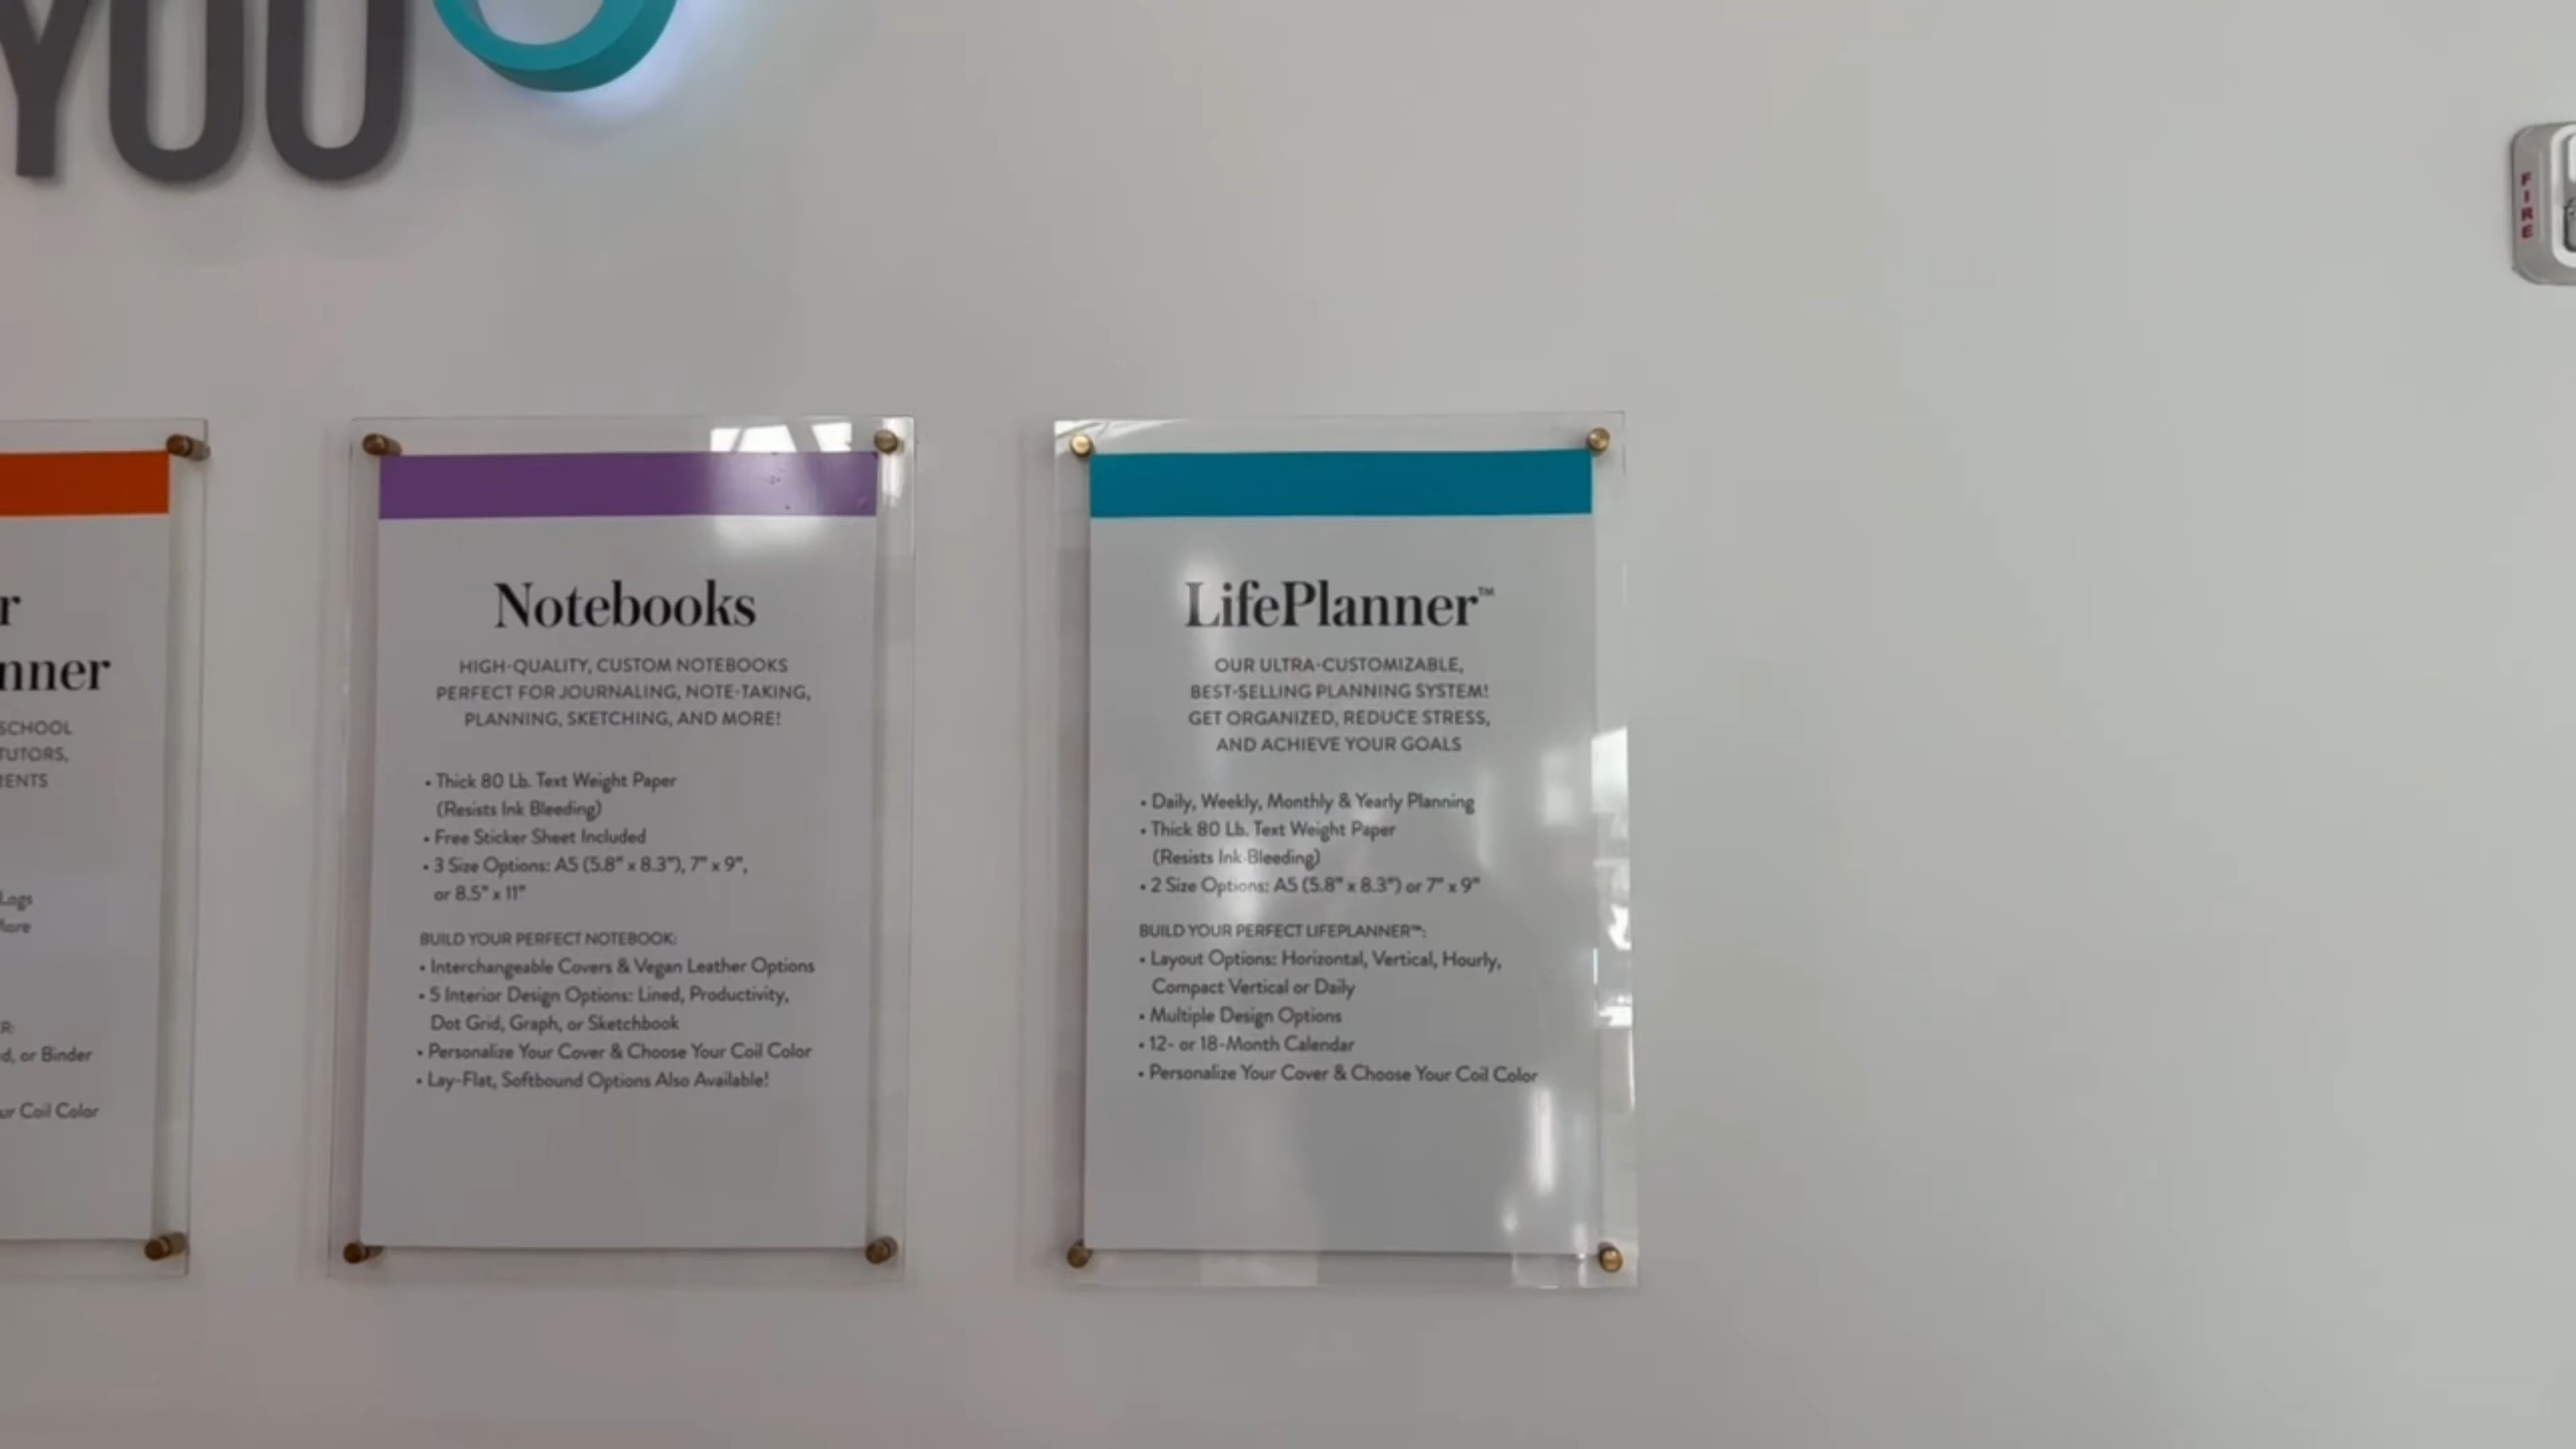 YOU
FIRE
r
nner
SCHOOL
TUTORS,
RENTS
Logs
More
R:
d, or Binder
ur Coil Color
Notebooks
HIGH-QUALITY, CUSTOM NOTEBOOKS
PERFECT FOR JOURNALING, NOTE-TAKING,
PLANNING, SKETCHING, AND MORE!
• Thick 80 Lb. Text Weight Paper
(Resists Ink Bleeding)
• Free Sticker Sheet Included
• 3 Size Options: A5 (5.8" x 8.3"), 7" x 9",
or 8.5" x 11"
BUILD YOUR PERFECT NOTEBOOK:
• Interchangeable Covers & Vegan Leather Options
• 5 Interior Design Options: Lined, Productivity,
Dot Grid, Graph, or Sketchbook
• Personalize Your Cover & Choose Your Coil Color
• Lay-Flat, Softbound Options Also Available!
LifePlanner™
OUR ULTRA-CUSTOMIZABLE,
BEST-SELLING PLANNING SYSTEM!
GET ORGANIZED, REDUCE STRESS,
AND ACHIEVE YOUR GOALS
• Daily, Weekly, Monthly & Yearly Planning
• Thick 80 Lb. Text Weight Paper
(Resists Ink Bleeding)
• 2 Size Options: A5 (5.8" x 8.3") or 7" x 9"
BUILD YOUR PERFECT LIFEPLANNER™:
• Layout Options: Horizontal, Vertical, Hourly,
Compact Vertical or Daily
• Multiple Design Options
• 12- or 18-Month Calendar
• Personalize Your Cover & Choose Your Coil Color